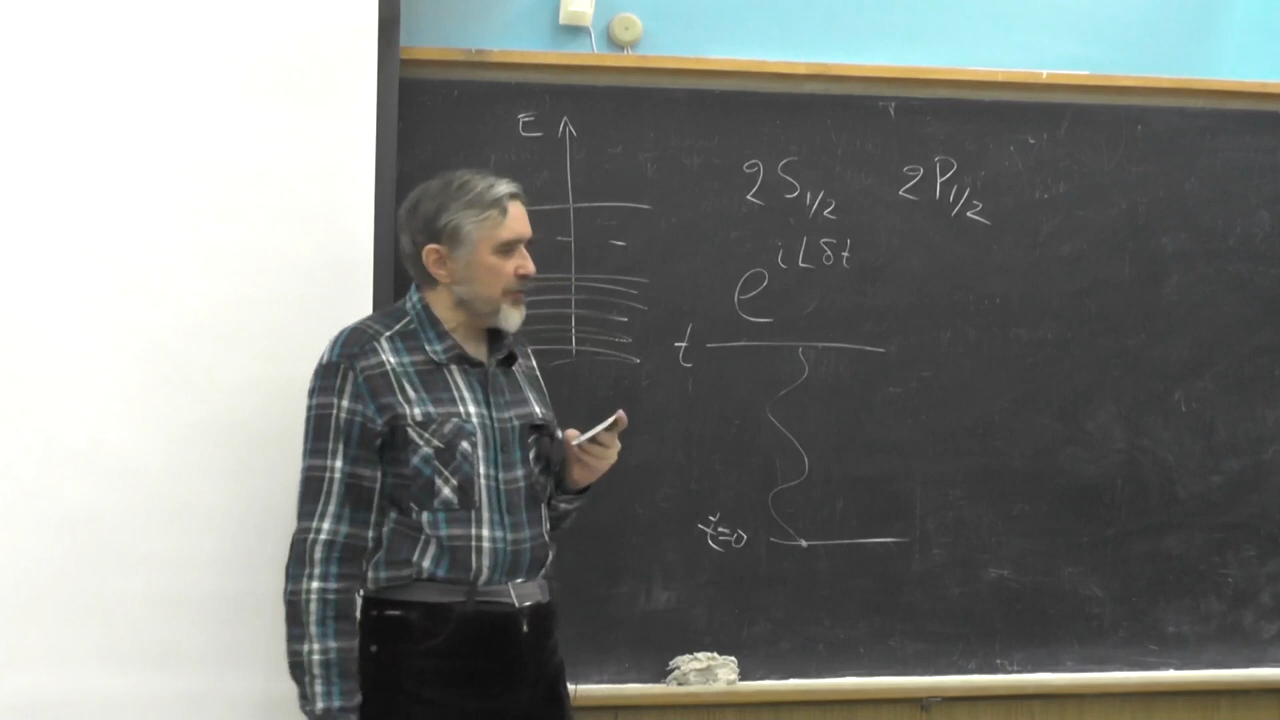 E
2S₁/₂ 2P₁/₂
e^{iLδt}
t
t=0